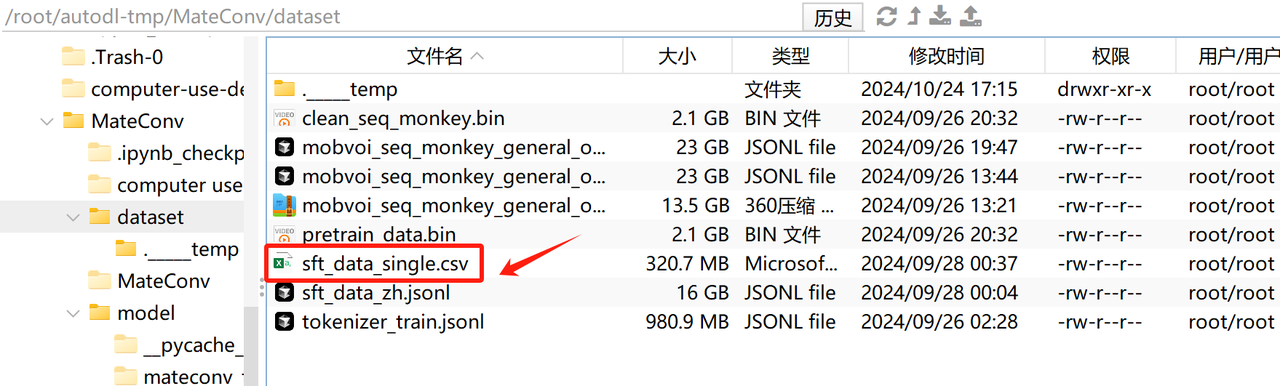 /root/autodl-tmp/MateConv/dataset 历史
.Trash-0
computer-use-de
MateConv
.ipynb_checkp
computer use
dataset
._____temp
MateConv
model
__pycache_
文件名 大小 类型 修改时间 权限 用户/用户
._____temp 文件夹 2024/10/24 17:15 drwxr-xr-x root/root
clean_seq_monkey.bin 2.1 GB BIN 文件 2024/09/26 20:32 -rw-r--r-- root/root
mobvoi_seq_monkey_general_o... 23 GB JSONL file 2024/09/26 19:47 -rw-r--r-- root/root
mobvoi_seq_monkey_general_o... 23 GB JSONL file 2024/09/26 13:44 -rw-r--r-- root/root
mobvoi_seq_monkey_general_o... 13.5 GB 360压缩 ... 2024/09/26 13:21 -rw-r--r-- root/root
pretrain_data.bin 2.1 GB BIN 文件 2024/09/26 20:32 -rw-r--r-- root/root
sft_data_single.csv 320.7 MB Microsof... 2024/09/28 00:37 -rw-r--r-- root/root
sft_data_zh.jsonl 16 GB JSONL file 2024/09/28 00:04 -rw-r--r-- root/root
tokenizer_train.jsonl 980.9 MB JSONL file 2024/09/26 02:28 -rw-r--r-- root/root